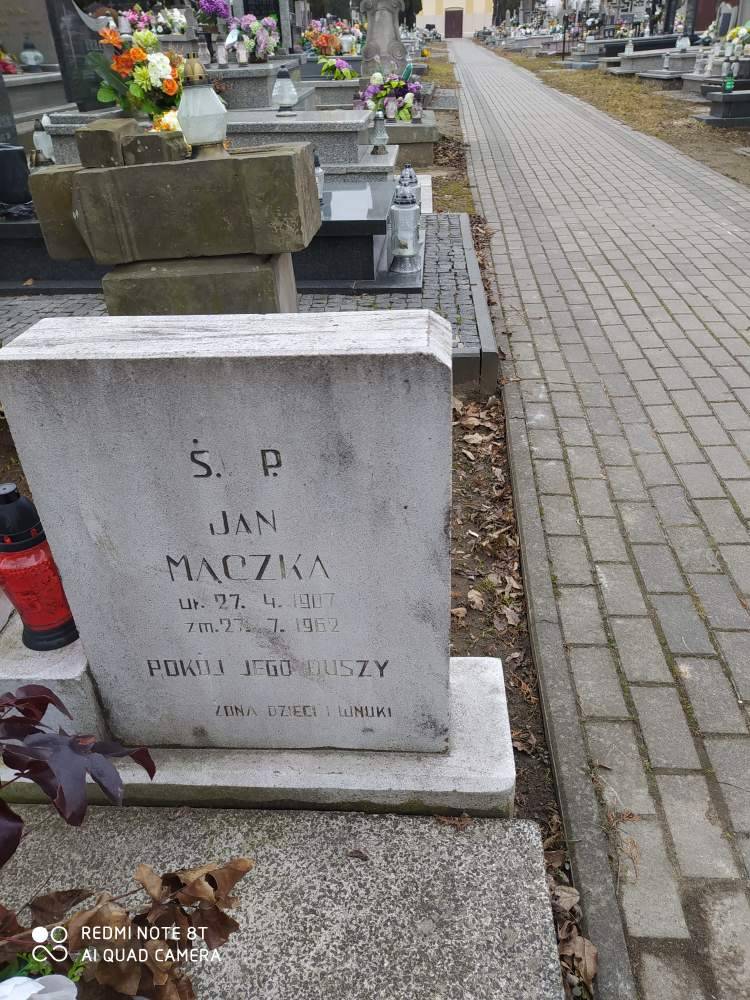 Ś. P.
JAN
MĄCZKA
ur. 27. 4. 1907
zm. 27. 7. 1962
POKÓJ JEGO DUSZY
ŻONA DZIECI I WNUKI
REDMI NOTE 8T
AI QUAD CAMERA